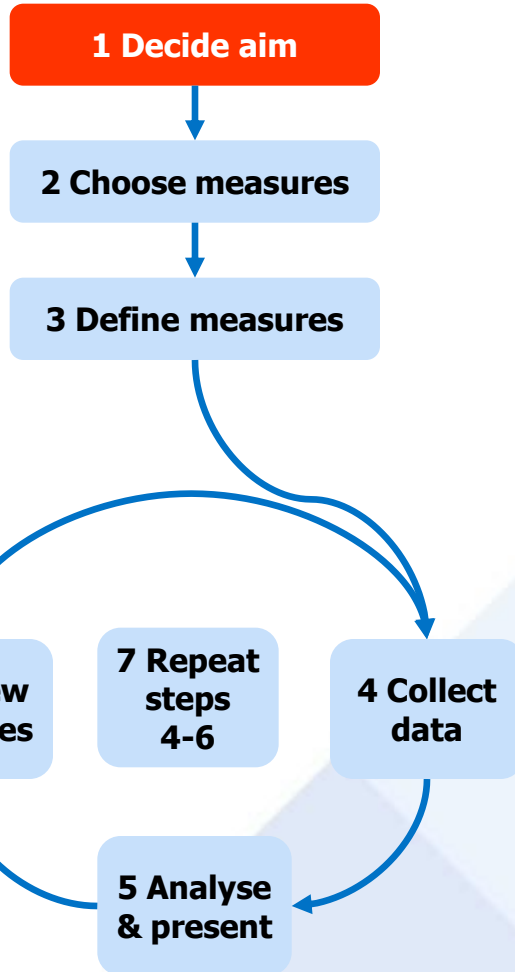 1 Decide aim
2 Choose measures
3 Define measures
7 Repeat
steps
4-6
4 Collect
data
5 Analyse
& present